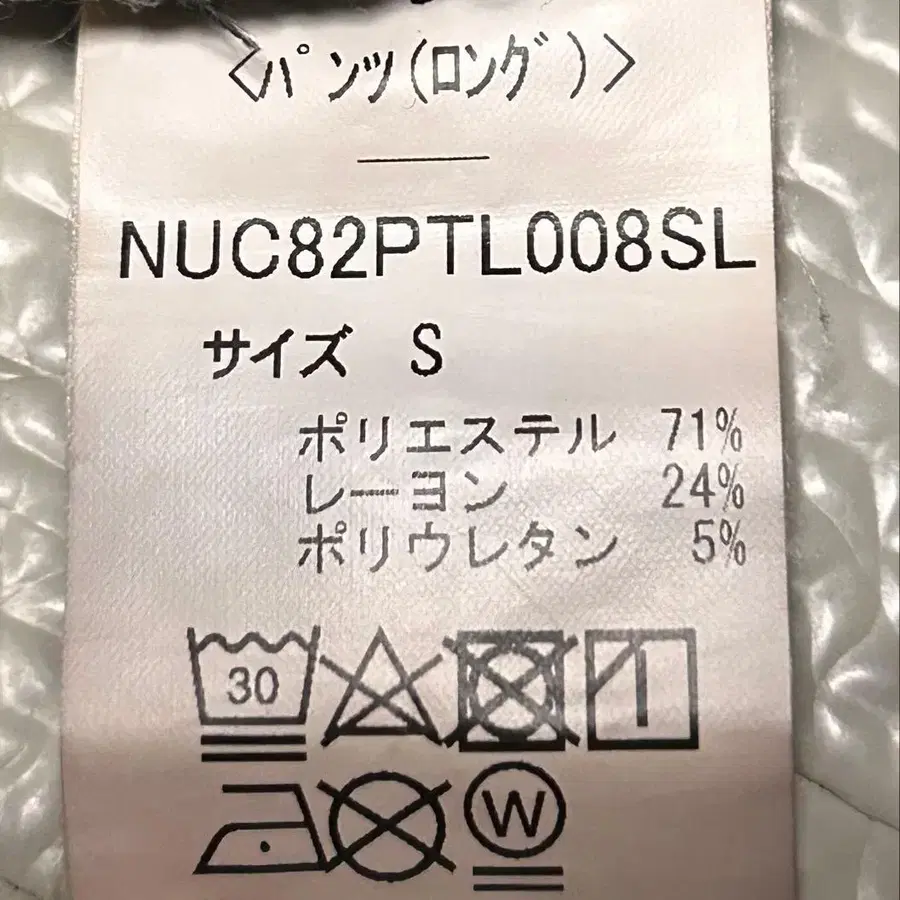 <パンツ(ロング)>
NUC82PTL008SL
サイズ S
ポリエステル 71%
レーヨン 24%
ポリウレタン 5%
30
W